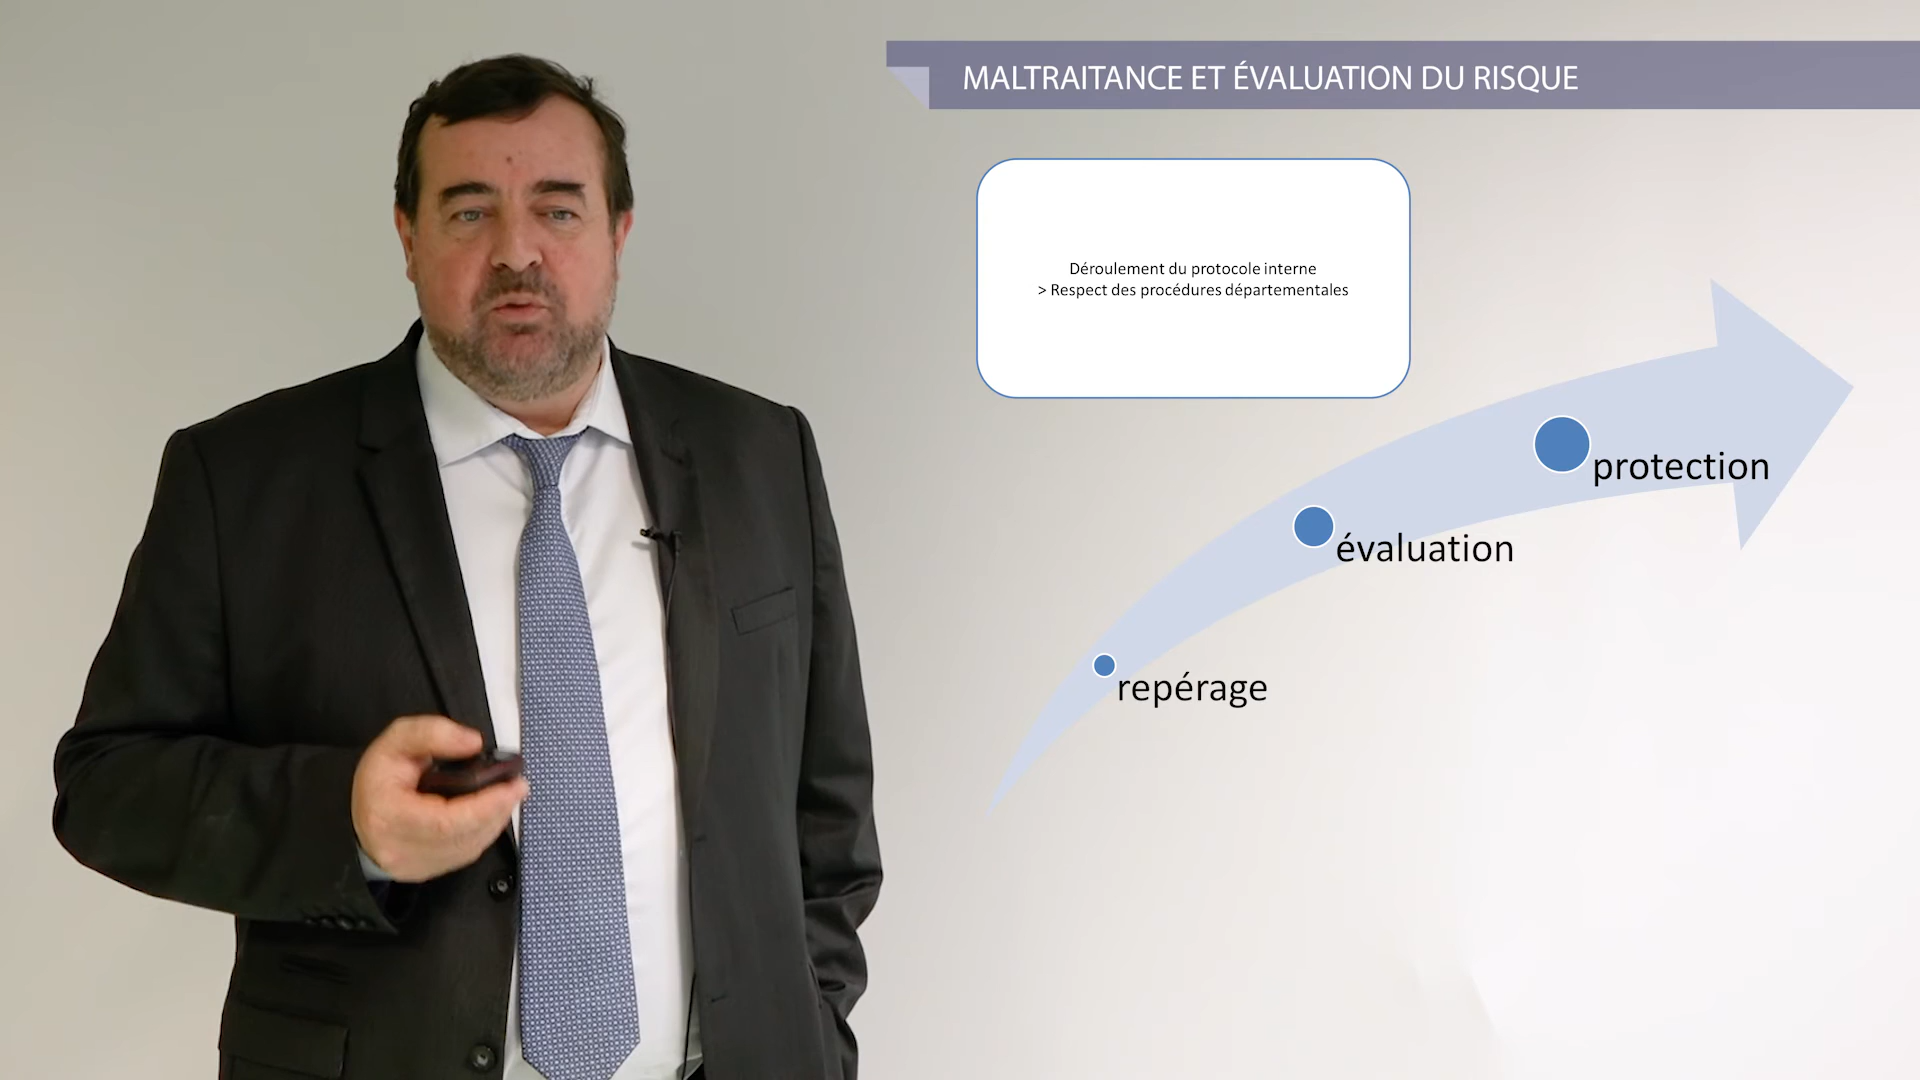 MALTRAITANCE ET ÉVALUATION DU RISQUE
Déroulement du protocole interne
> Respect des procédures départementales
protection
évaluation
repérage